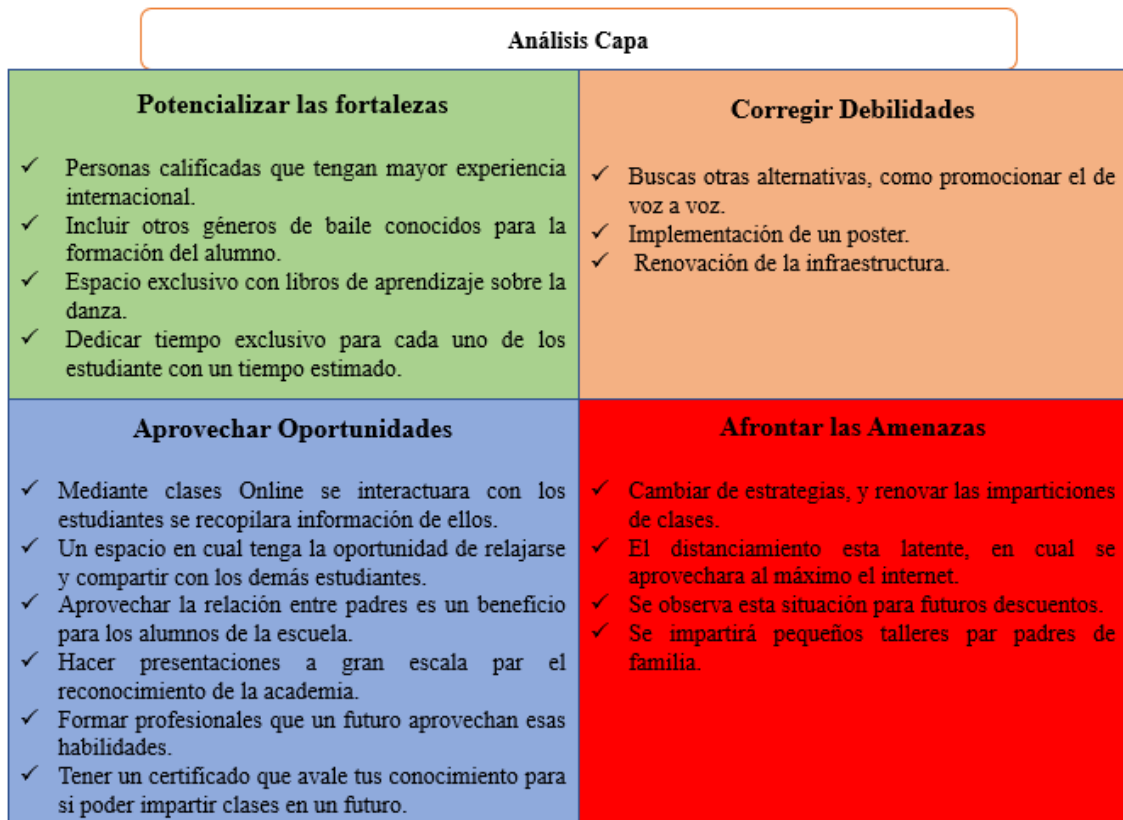 Análisis Capa
Potencializar las fortalezas
✓ Personas calificadas que tengan mayor experiencia
internacional.
✓ Incluir otros géneros de baile conocidos para la
formación del alumno.
✓ Espacio exclusivo con libros de aprendizaje sobre la
danza.
✓ Dedicar tiempo exclusivo para cada uno de los
estudiante con un tiempo estimado.
Corregir Debilidades
✓ Buscas otras alternativas, como promocionar el de
voz a voz.
✓ Implementación de un poster.
✓ Renovación de la infraestructura.
Aprovechar Oportunidades
✓ Mediante clases Online se interactuara con los
estudiantes se recopilara información de ellos.
✓ Un espacio en cual tenga la oportunidad de relajarse
y compartir con los demás estudiantes.
✓ Aprovechar la relación entre padres es un beneficio
para los alumnos de la escuela.
✓ Hacer presentaciones a gran escala par el
reconocimiento de la academia.
✓ Formar profesionales que un futuro aprovechan esas
habilidades.
✓ Tener un certificado que avale tus conocimiento para
si poder impartir clases en un futuro.
Afrontar las Amenazas
✓ Cambiar de estrategias, y renovar las imparticiones
de clases.
✓ El distanciamiento esta latente, en cual se
aprovechara al máximo el internet.
✓ Se observa esta situación para futuros descuentos.
✓ Se impartirá pequeños talleres par padres de
familia.